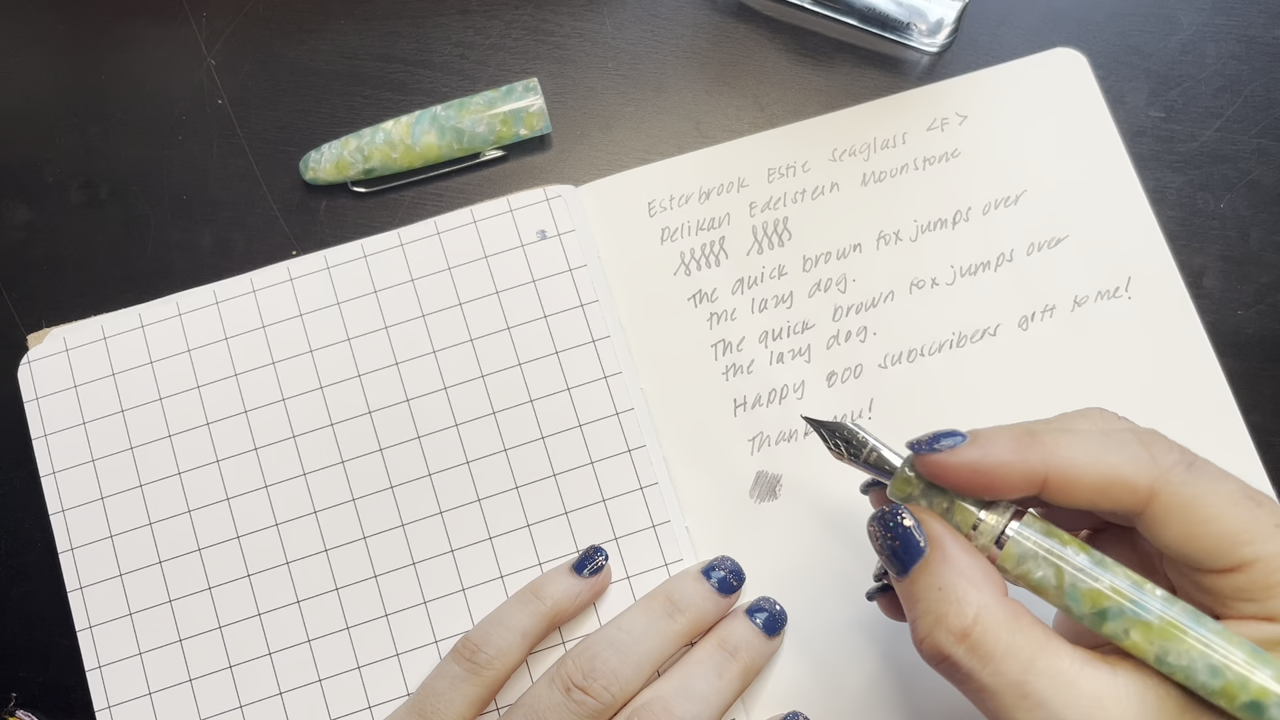 Esterbrook Estie Seaglass <F>
Pelikan Edelstein Moonstone
The quick brown fox jumps over
the lazy dog.
The quick brown fox jumps over
the lazy dog.
Happy 800 subscribers gift to me!
Thank you!